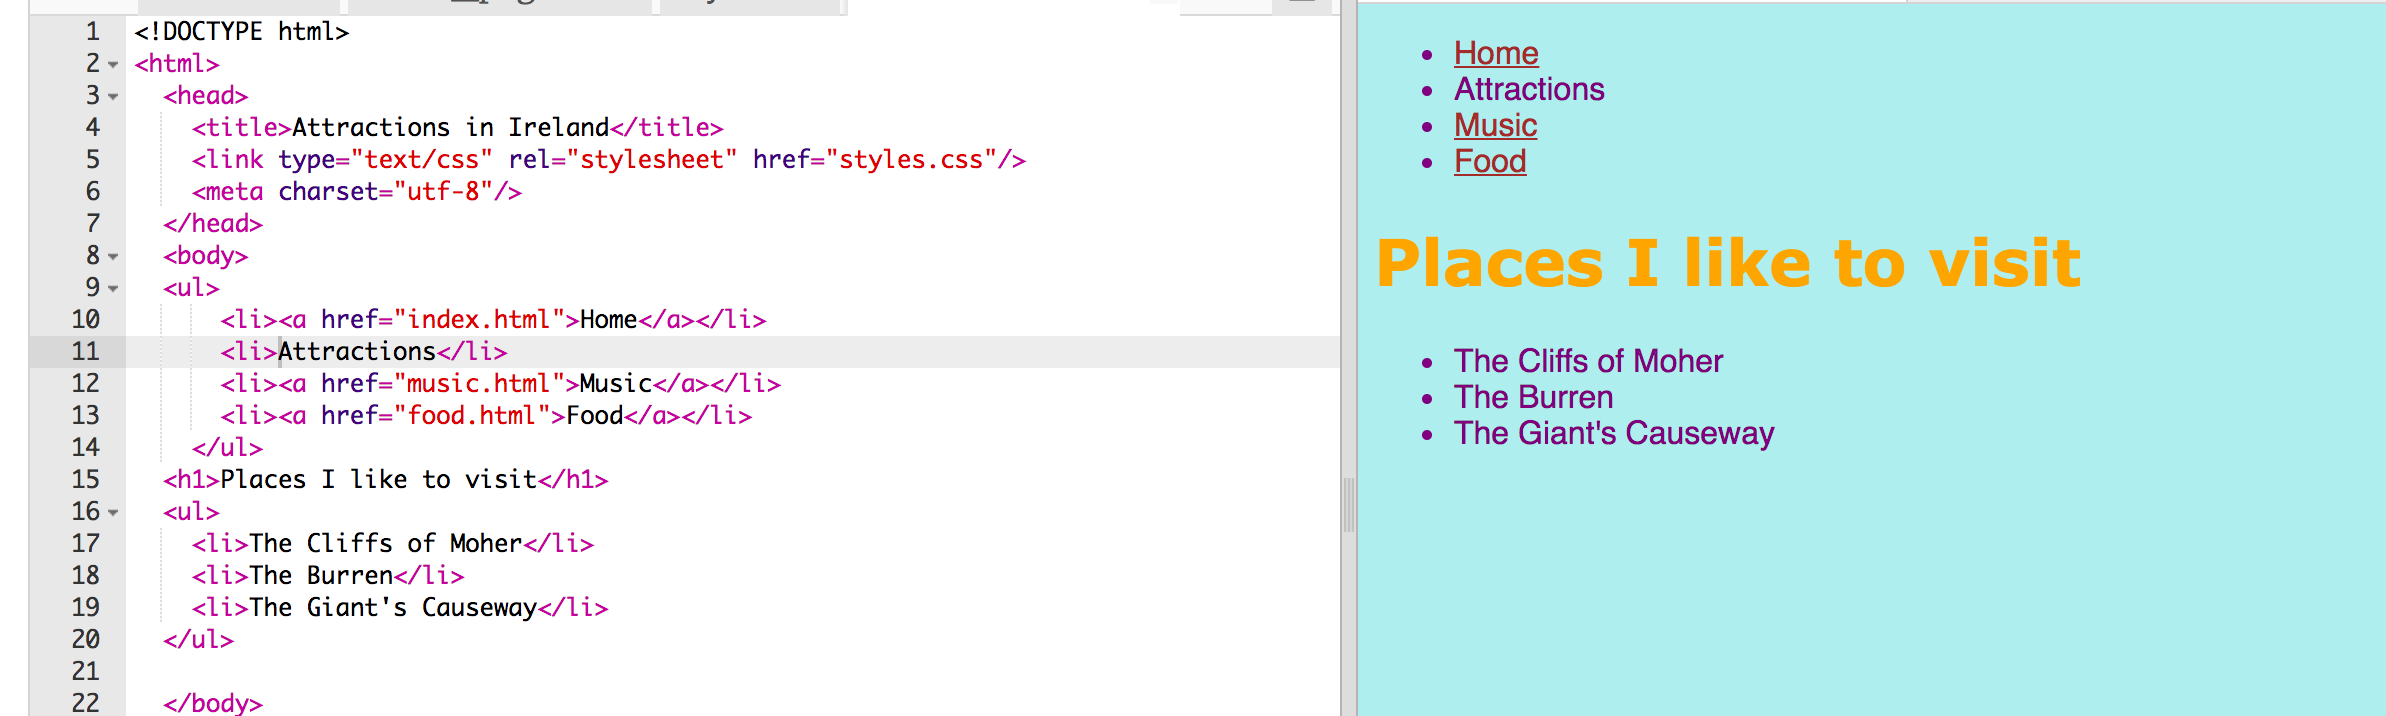 1 <!DOCTYPE html>
2 <html>
3 <head>
4 <title>Attractions in Ireland</title>
5 <link type="text/css" rel="stylesheet" href="styles.css"/>
6 <meta charset="utf-8"/>
7 </head>
8 <body>
9 <ul>
10 <li><a href="index.html">Home</a></li>
11 <li>Attractions</li>
12 <li><a href="music.html">Music</a></li>
13 <li><a href="food.html">Food</a></li>
14 </ul>
15 <h1>Places I like to visit</h1>
16 <ul>
17 <li>The Cliffs of Moher</li>
18 <li>The Burren</li>
19 <li>The Giant's Causeway</li>
20 </ul>
21
22 </body>
• Home
• Attractions
• Music
• Food
Places I like to visit
• The Cliffs of Moher
• The Burren
• The Giant's Causeway